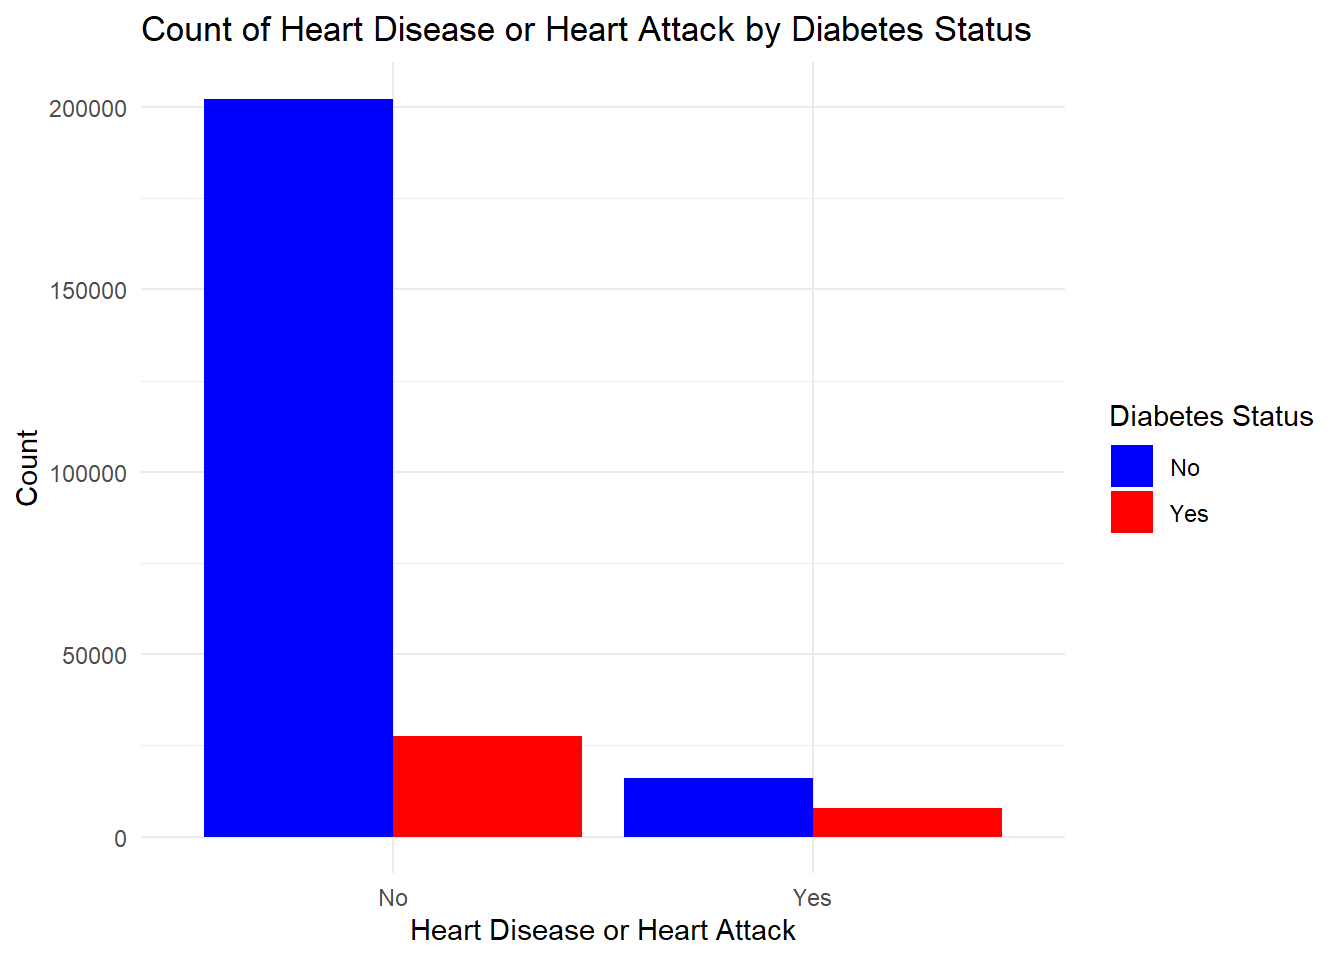 Count of Heart Disease or Heart Attack by Diabetes Status
200000
150000
100000
50000
0
Count
No
Yes
Heart Disease or Heart Attack
Diabetes Status
No
Yes